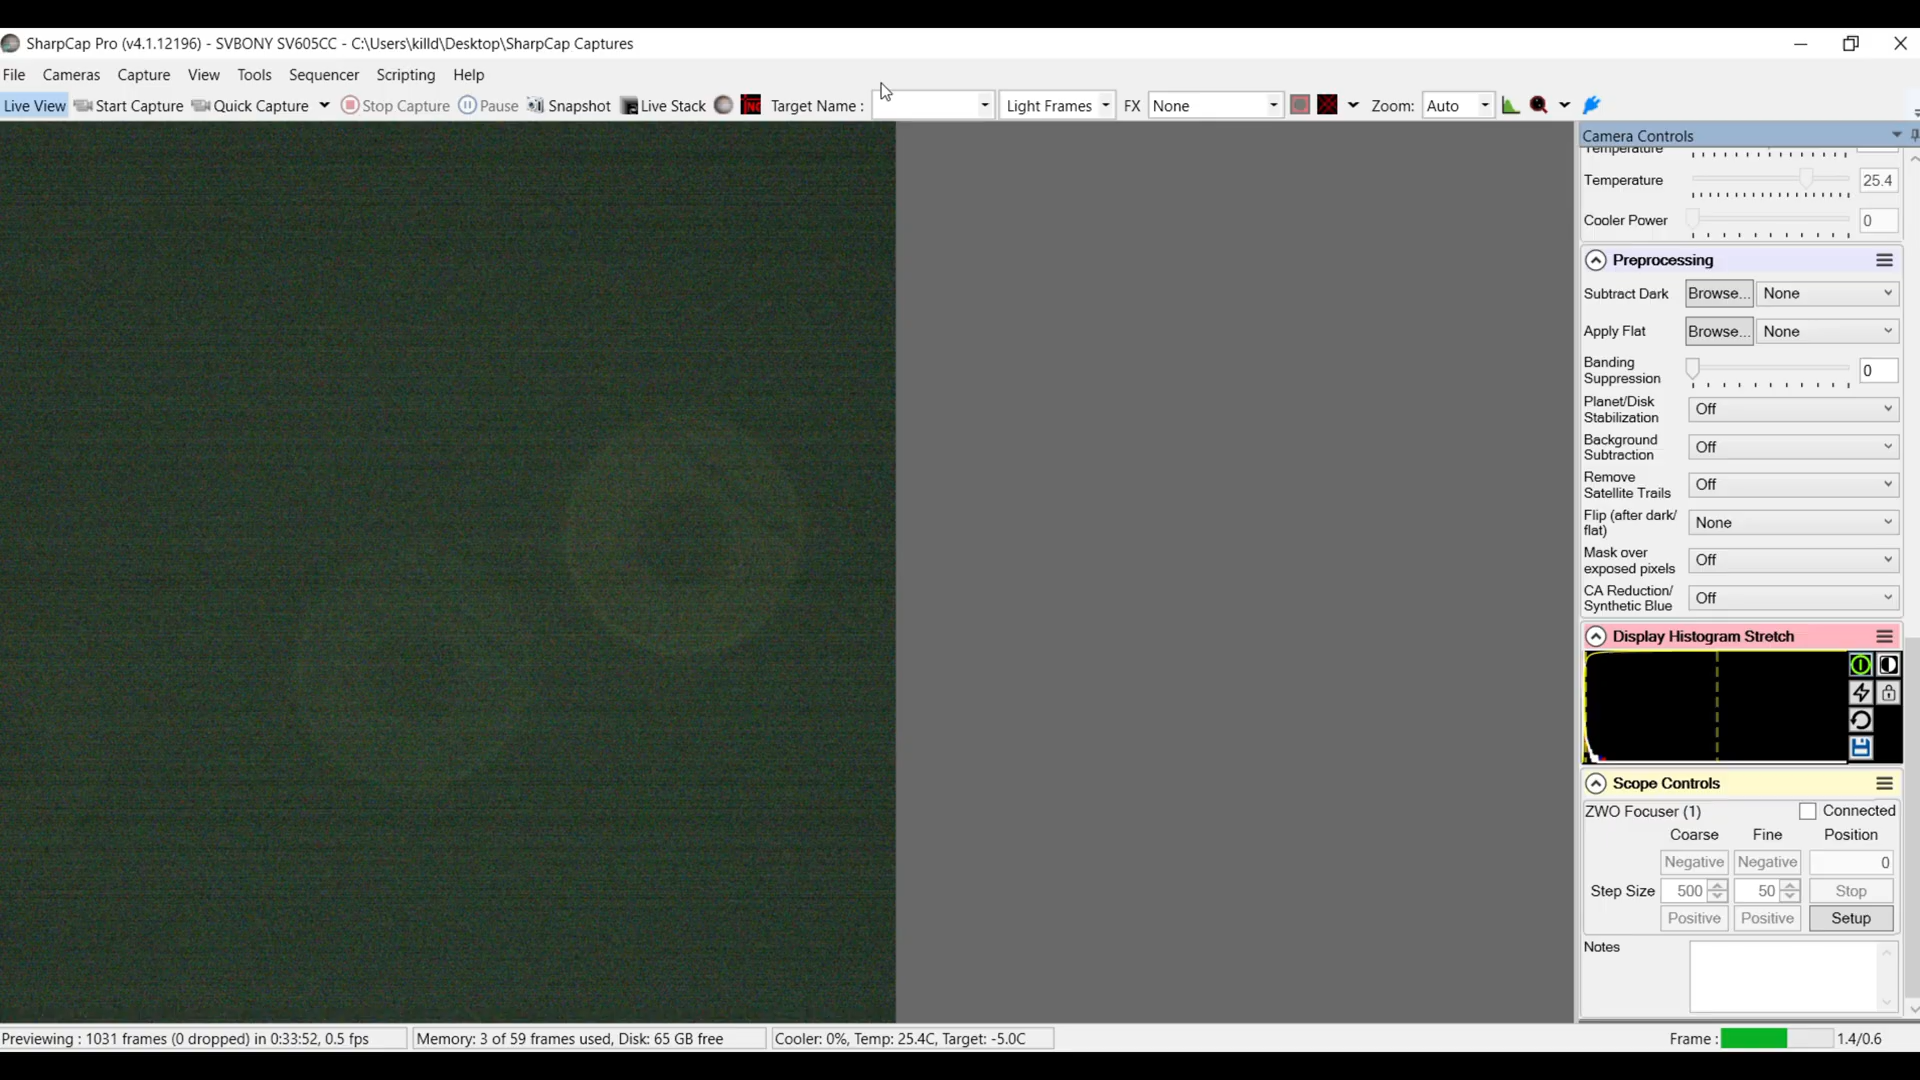 SharpCap Pro (v4.1.12196) - SVBONY SV605CC - C:\Users\killd\Desktop\SharpCap Captures
File Cameras Capture View Tools Sequencer Scripting Help
Live View Start Capture Quick Capture Stop Capture Pause Snapshot Live Stack Target Name : Light Frames FX None Zoom: Auto
Camera Controls
Temperature
Temperature 25.4
Cooler Power 0
Preprocessing
Subtract Dark Browse... None
Apply Flat Browse... None
Banding
Suppression 0
Planet/Disk
Stabilization Off
Background
Subtraction Off
Remove
Satellite Trails Off
Flip (after dark/
flat) None
Mask over
exposed pixels Off
CA Reduction/
Synthetic Blue Off
Display Histogram Stretch
Scope Controls
ZWO Focuser (1) Connected
Coarse Fine Position
Negative Negative 0
Step Size 500 50 Stop
Positive Positive Setup
Notes
Previewing : 1031 frames (0 dropped) in 0:33:52, 0.5 fps Memory: 3 of 59 frames used, Disk: 65 GB free Cooler: 0%, Temp: 25.4C, Target: -5.0C Frame : 1.4/0.6